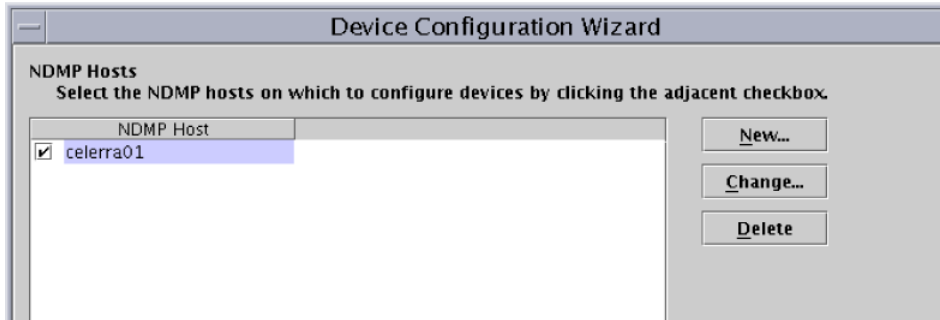 Device Configuration Wizard
NDMP Hosts
Select the NDMP hosts on which to configure devices by clicking the adjacent checkbox.
NDMP Host
New...
celerra01
Change...
Delete